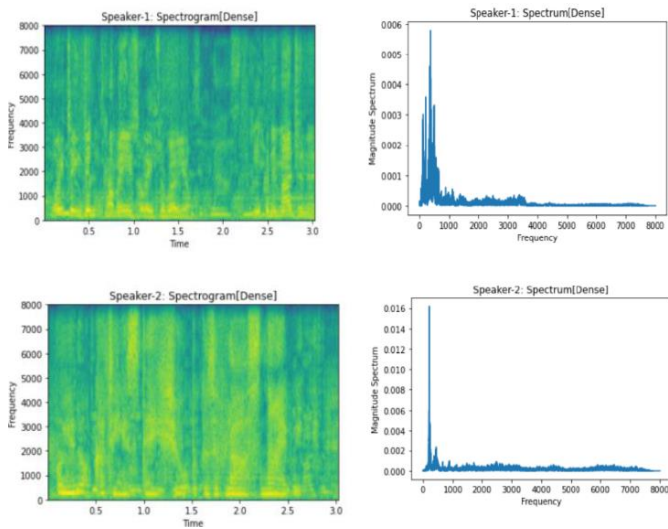 Speaker-1: Spectrogram[Dense]
8000
7000
6000
5000
4000
3000
2000
1000
0
Frequency
0.5 1.0 1.5 2.0 2.5 3.0
Time
Speaker-1: Spectrum[Dense]
0.006
0.005
0.004
0.003
0.002
0.001
0.000
Magnitude Spectrum
0 1000 2000 3000 4000 5000 6000 7000 8000
Frequency
Speaker-2: Spectrogram[Dense]
8000
7000
6000
5000
4000
3000
2000
1000
0
Frequency
0.5 1.0 1.5 2.0 2.5 3.0
Time
Speaker-2: Spectrum[Dense]
0.016
0.014
0.012
0.010
0.008
0.006
0.004
0.002
0.000
Magnitude Spectrum
0 1000 2000 3000 4000 5000 6000 7000 8000
Frequency